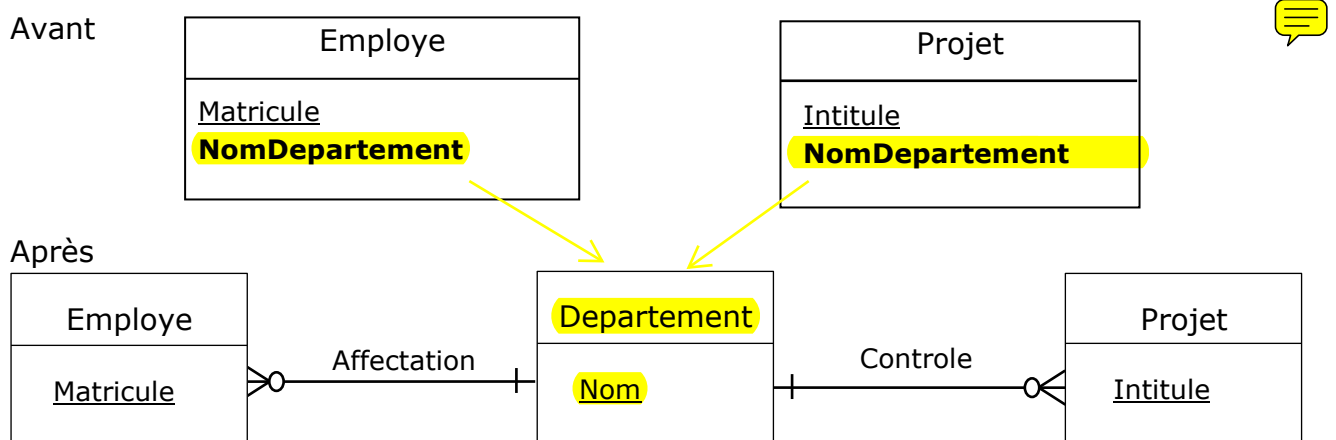 Avant
Employe
Matricule
NomDepartement
Projet
Intitule
NomDepartement
Après
Employe
Matricule
Affectation
Departement
Nom
Controle
Projet
Intitule